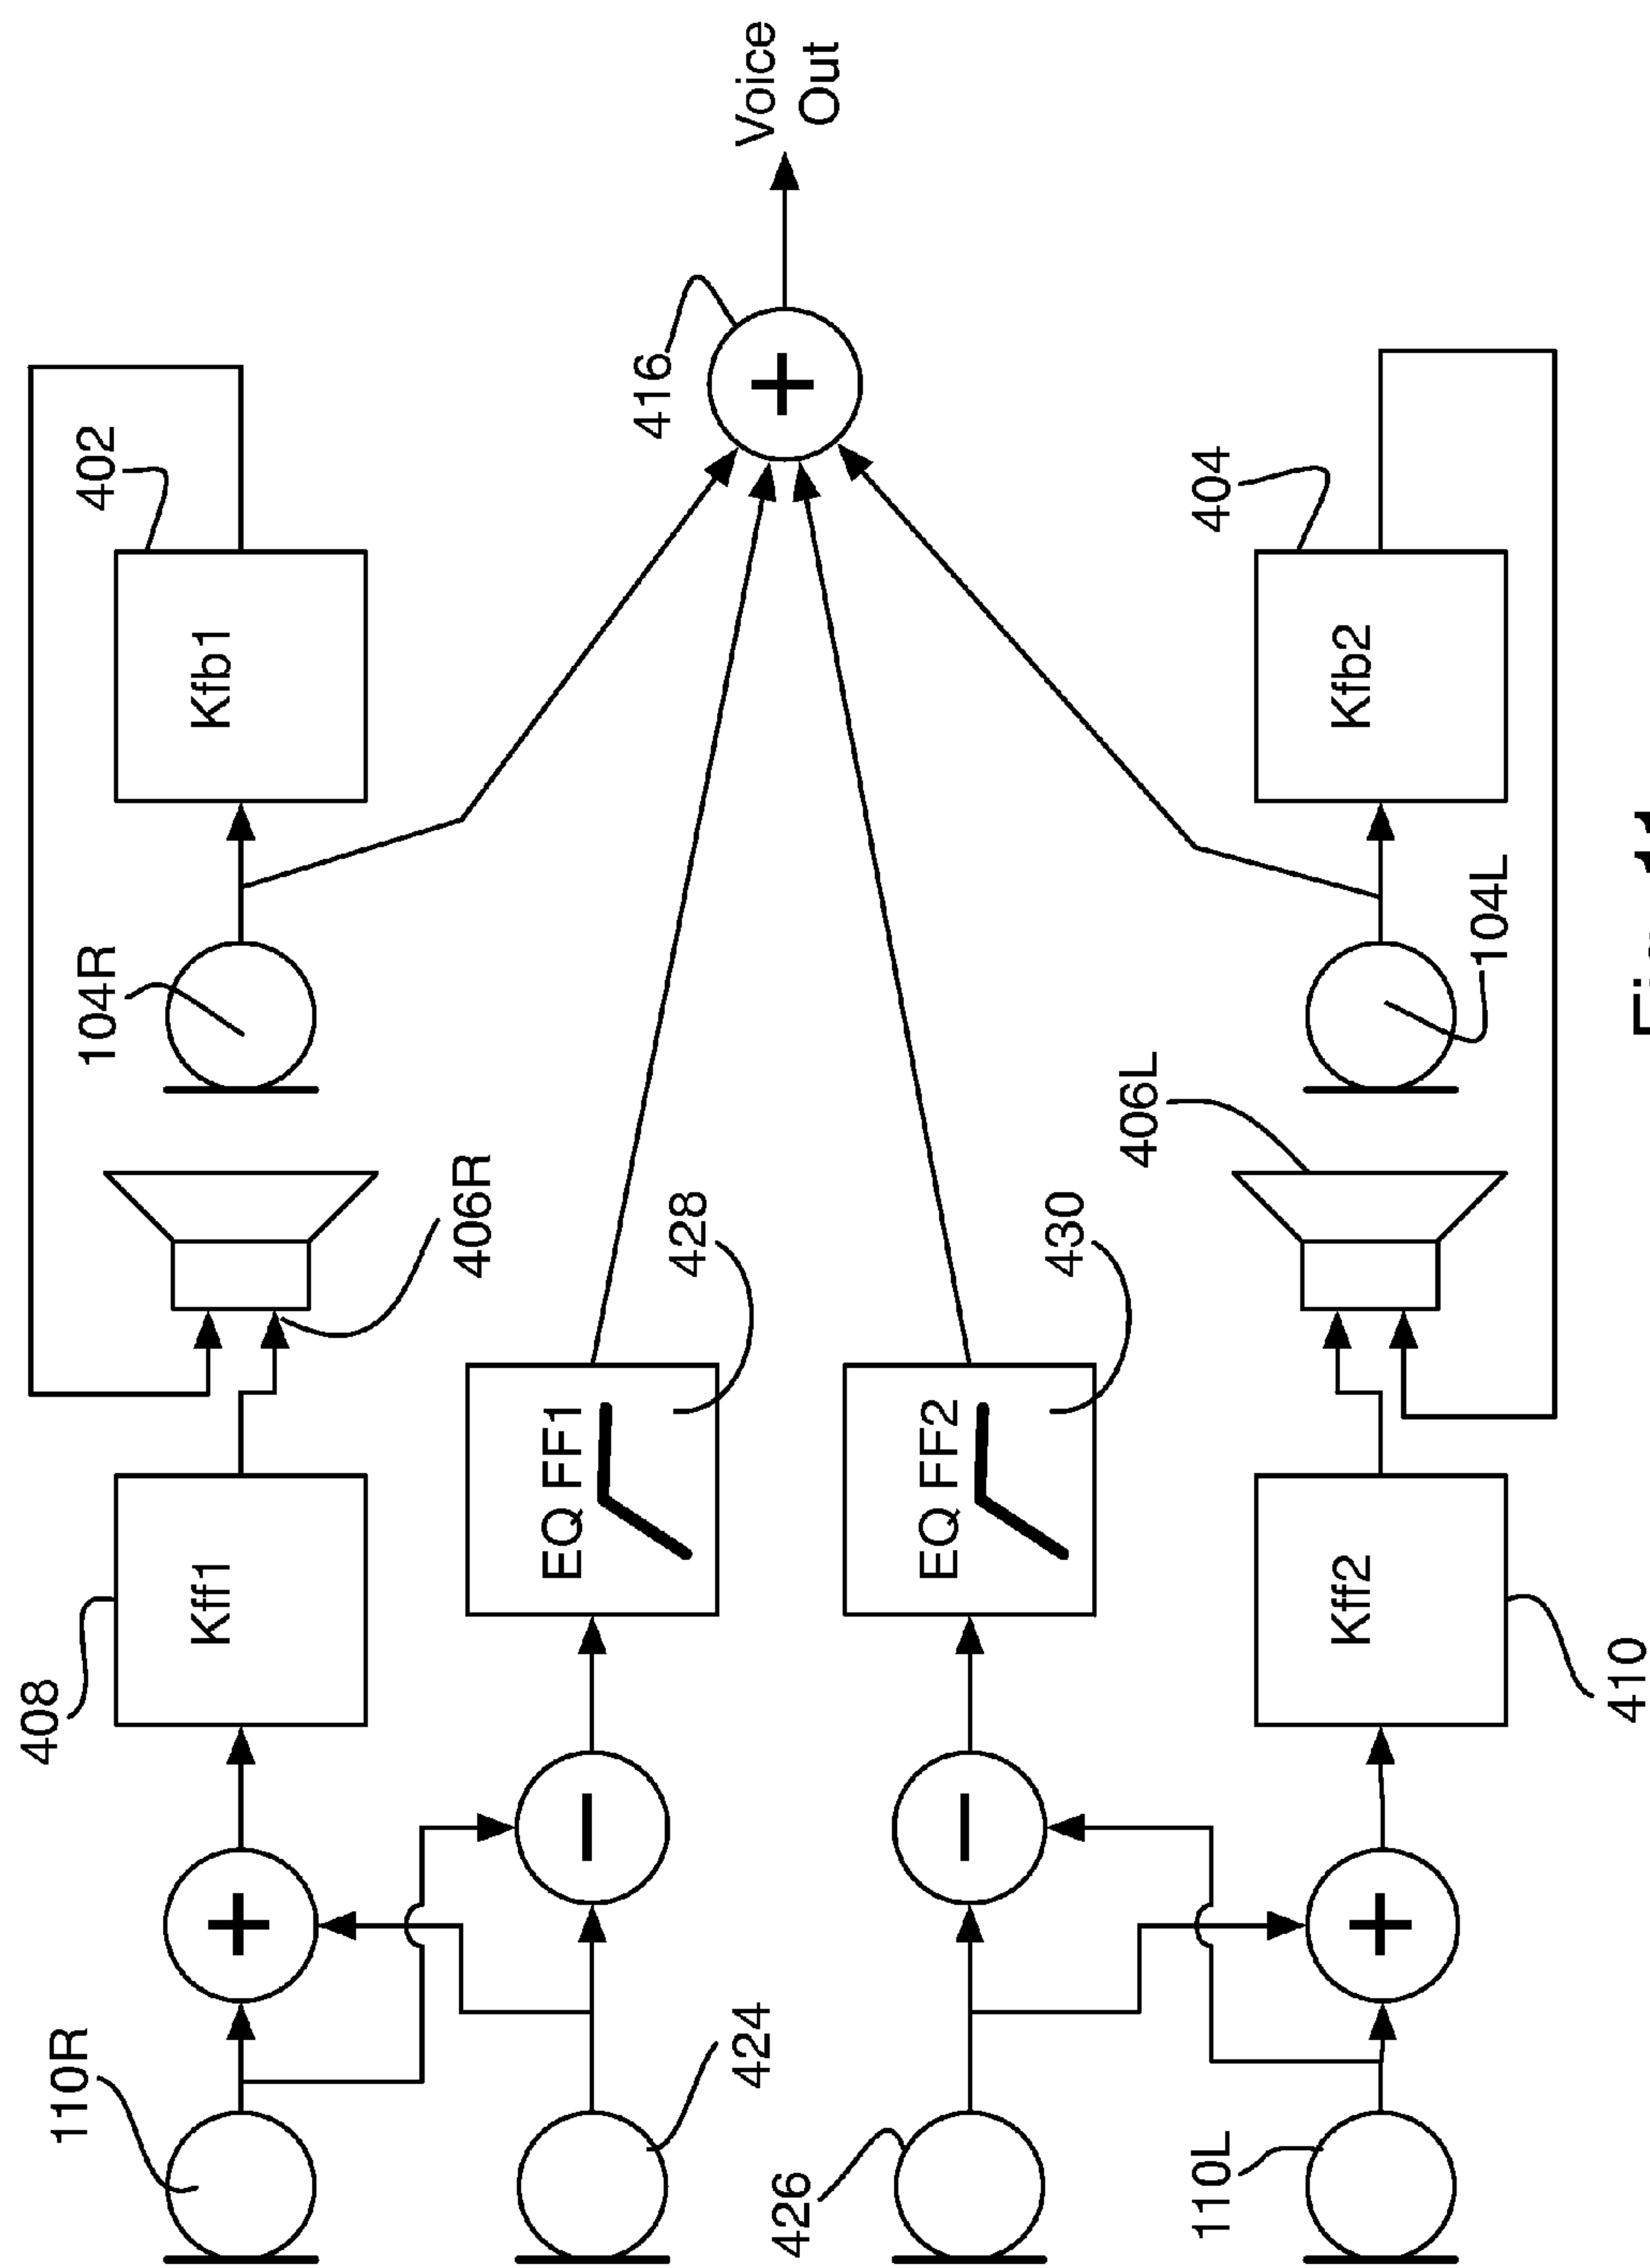 408
110R
104R
402
Kff1
Kfb1
406R
EQ FF1
416
428
424
Voice
Out
426
EQ FF2
430
406L
110L
404
Kff2
Kfb2
104L
410